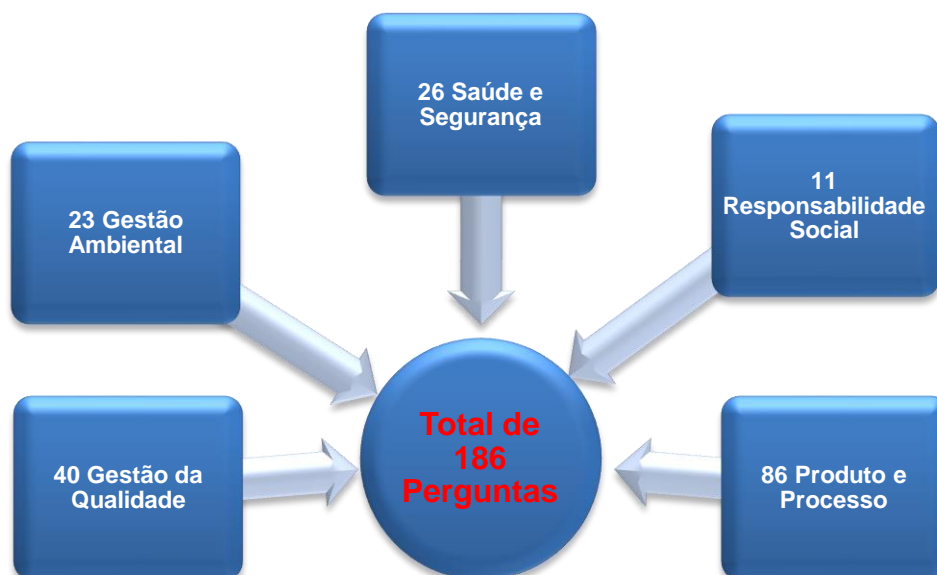 26 Saúde e
Segurança
11
Responsabilidade
Social
23 Gestão
Ambiental
Total de
186
Perguntas
40 Gestão da
Qualidade
86 Produto e
Processo